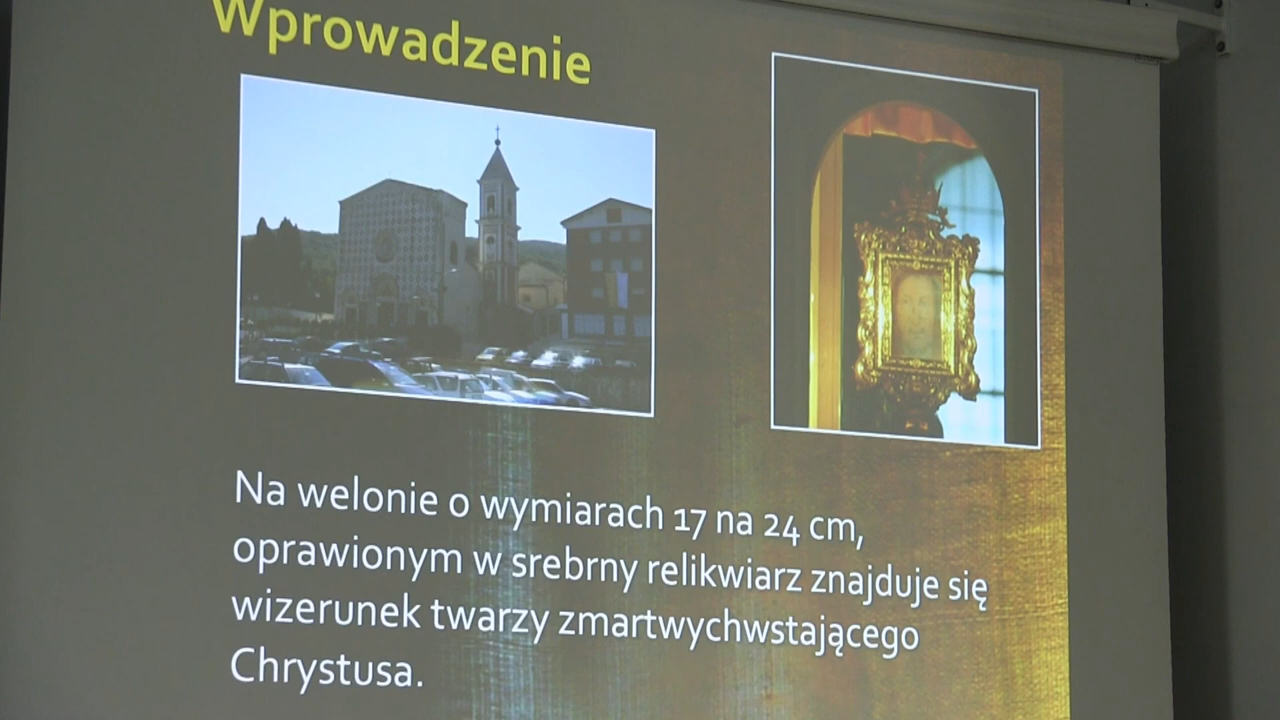 Wprowadzenie
Na welonie o wymiarach 17 na 24 cm,
oprawionym w srebrny relikwiarz znajduje się
wizerunek twarzy zmartwychwstającego
Chrystusa.